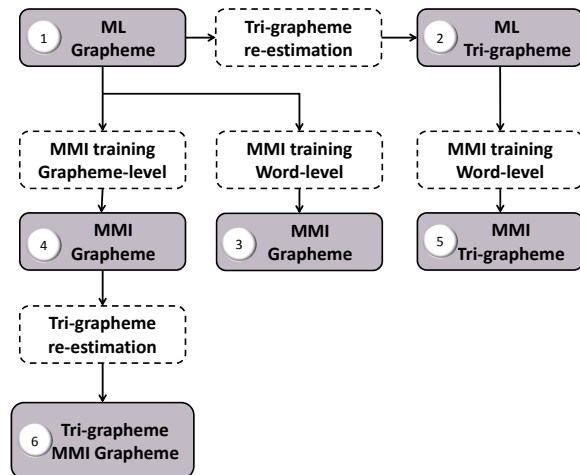 1
ML
Grapheme
Tri-grapheme
re-estimation
2
ML
Tri-grapheme
MMI training
Grapheme-level
MMI training
Word-level
MMI training
Word-level
4
MMI
Grapheme
3
MMI
Grapheme
5
MMI
Tri-grapheme
Tri-grapheme
re-estimation
6
Tri-grapheme
MMI Grapheme